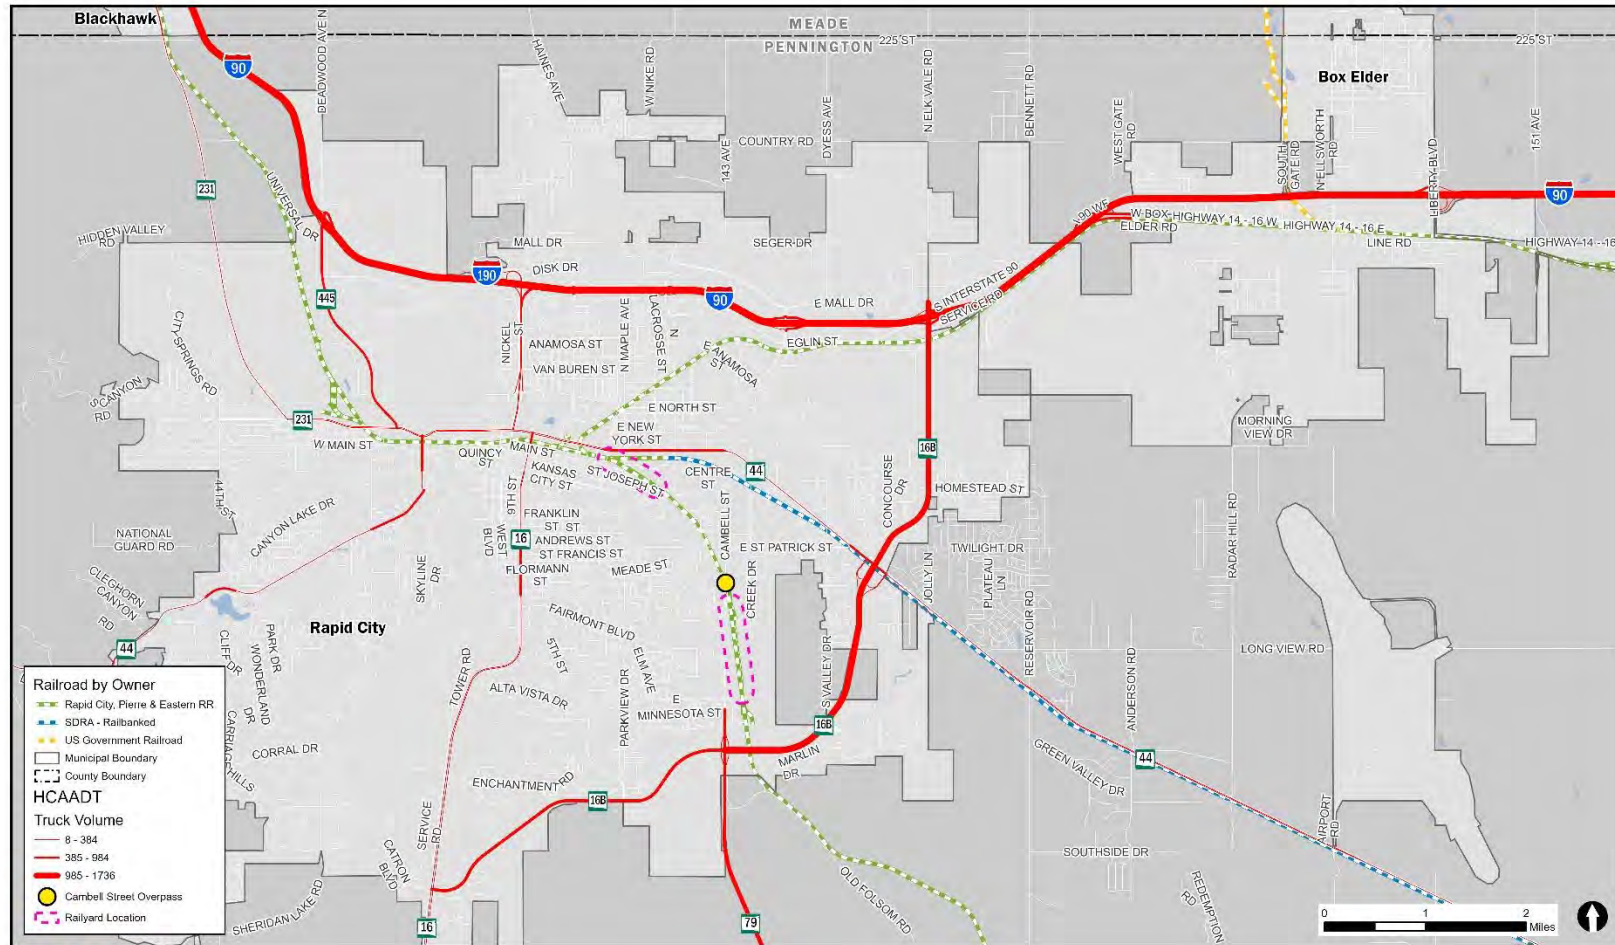 Blackhawk
MEADE
PENNINGTON
225 ST
225 ST
Box Elder
DEADWOOD AVE N
HAINES AVE
W NIKE RD
143 AVE
DYESS AVE
N ELK VALE RD
BENNETT RD
WEST GATE
RD
SOUTH
GATE RD
N ELLSWORTH
RD
LIBERTY BLVD
151 AVE
COUNTRY RD
90
231
UNIVERSAL DR
HIDDEN VALLEY
RD
MALL DR
SEGER DR
I-90 WF
W BOX HIGHWAY 14 - 16 W
ELDER RD
HIGHWAY 14 - 16 E
LINE RD
HIGHWAY 14 - 16
90
190
DISK DR
90
445
E MALL DR
S INTERSTATE 90
SERVICE RD
CITY SPRINGS RD
NICKEL
ST
N MAPLE AVE
N
LACROSSE ST
ANAMOSA ST
VAN BUREN ST
E ANAMOSA
ST
EGLIN ST
S CANYON
RD
231
W MAIN ST
E NORTH ST
E NEW
YORK ST
QUINCY
ST
MAIN ST
KANSAS
CITY ST
ST JOSEPH ST
CENTRE
ST
44
16B
MORNING
VIEW DR
CONCOURSE
DR
HOMESTEAD ST
44TH ST
CANYON LAKE DR
NATIONAL
GUARD RD
9TH ST
WEST
BLVD
16
FRANKLIN
ST ST
ANDREWS ST
ST FRANCIS ST
FLORMANN
ST
MEADE ST
CAMBELL ST
E ST PATRICK ST
CREEK DR
TWILIGHT DR
JOLLY LN
PLATEAU
LN
RESERVOIR RD
RADAR HILL RD
CLEGHORN
CANYON
RD
SKYLINE
DR
FAIRMONT BLVD
Rapid City
44
CLIFF DR
PARK DR
WONDERLAND
DR
TOWER RD
5TH ST
ELM AVE
ALTA VISTA DR
PARKVIEW DR
E
MINNESOTA ST
S VALLEY DR
16B
LONG VIEW RD
ANDERSON RD
44
CARRIAGE HILLS
CORRAL DR
ENCHANTMENT RD
16B
MARLIN
DR
GREEN VALLEY DR
AIRPORT
RD
SERVICE
RD
CATRON
BLVD
SHERIDAN LAKE RD
16
79
OLD FOLSOM RD
SOUTHSIDE DR
REDEMPTION
RD
Railroad by Owner
Rapid City, Pierre & Eastern RR
SDRA - Railbanked
US Government Railroad
Municipal Boundary
County Boundary
HCAADT
Truck Volume
8 - 384
385 - 984
985 - 1736
Cambell Street Overpass
Railyard Location
0 1 2
Miles